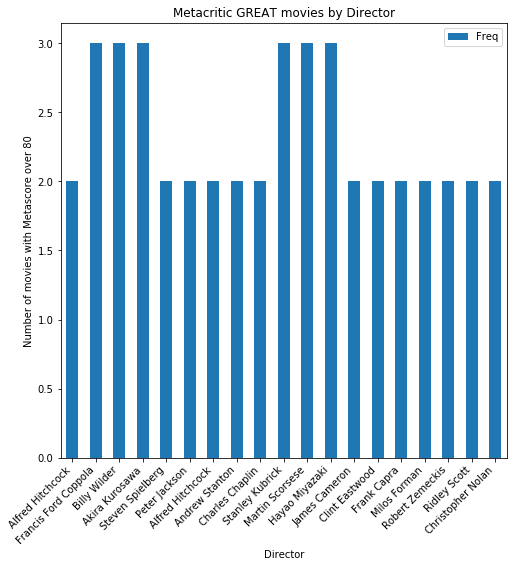 Metacritic GREAT movies by Director
Freq
Number of movies with Metascore over 80
3.0
2.5
2.0
1.5
1.0
0.5
0.0
Alfred Hitchcock
Francis Ford Coppola
Billy Wilder
Akira Kurosawa
Steven Spielberg
Peter Jackson
Alfred Hitchcock
Andrew Stanton
Charles Chaplin
Stanley Kubrick
Martin Scorsese
Hayao Miyazaki
James Cameron
Clint Eastwood
Frank Capra
Milos Forman
Robert Zemeckis
Ridley Scott
Christopher Nolan
Director